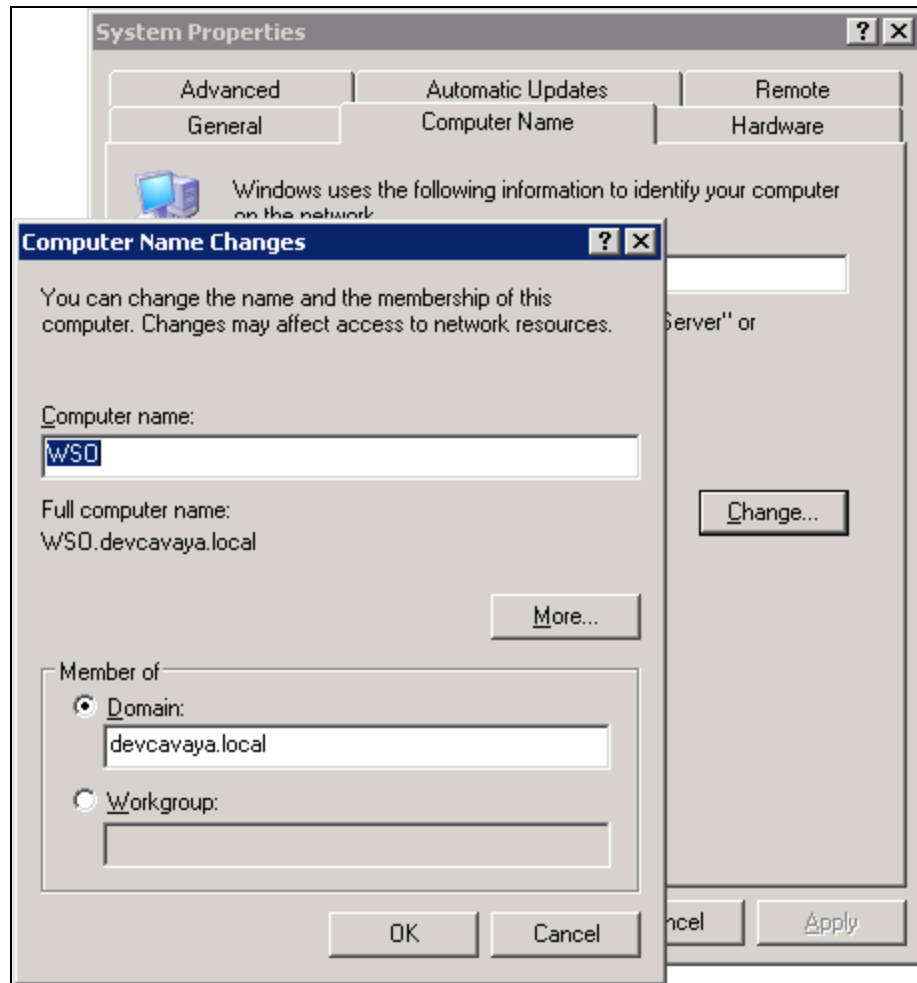 System Properties
Advanced
Automatic Updates
Remote
General
Computer Name
Hardware
Windows uses the following information to identify your computer
on the network
Computer Name Changes
You can change the name and the membership of this
computer. Changes may affect access to network resources.
Server" or
Computer name:
WSO
Full computer name:
WSO.devcavaya.local
Change...
More...
Member of
Domain:
devcavaya.local
Workgroup:
OK
Cancel
ncel
Apply